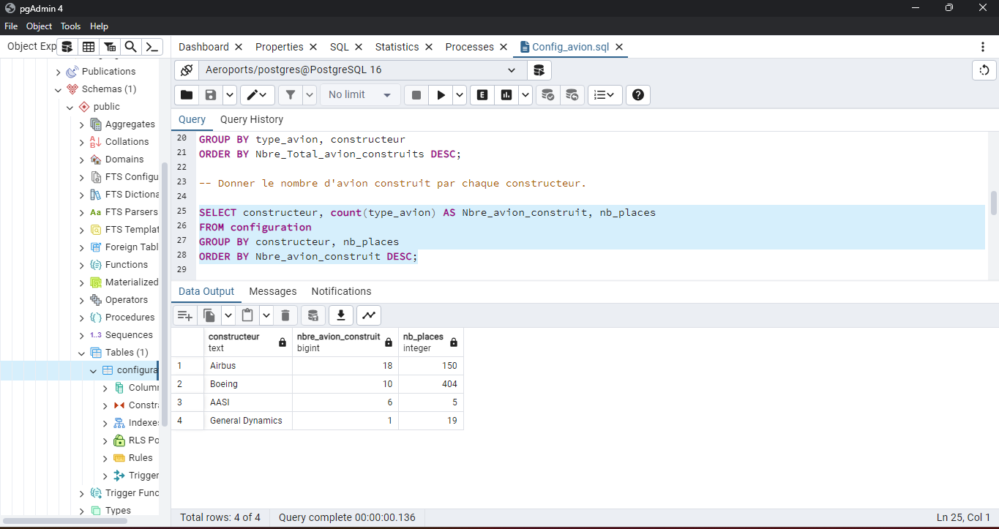 pgAdmin 4
File Object Tools Help
Object Exp
Dashboard Properties SQL Statistics Processes Config_avion.sql
Publications
Schemas (1)
public
Aggregates
Collations
Domains
FTS Configu
FTS Dictiona
FTS Parsers
FTS Templat
Foreign Tabl
Functions
Materialized
Operators
Procedures
1..3 Sequences
Tables (1)
configura
Colum
Constra
Indexe
RLS Po
Rules
Trigger
Trigger Func
Types
Aeroports/postgres@PostgreSQL 16
No limit
Query Query History
20 GROUP BY type_avion, constructeur
21 ORDER BY Nbre_Total_avion_construits DESC;
22
23 -- Donner le nombre d'avion construit par chaque constructeur.
24
25 SELECT constructeur, count(type_avion) AS Nbre_avion_construit, nb_places
26 FROM configuration
27 GROUP BY constructeur, nb_places
28 ORDER BY Nbre_avion_construit DESC;
29
Data Output Messages Notifications
constructeur nbre_avion_construit nb_places
text bigint integer
1 Airbus 18 150
2 Boeing 10 404
3 AASI 6 5
4 General Dynamics 1 19
Total rows: 4 of 4 Query complete 00:00:00.136 Ln 25, Col 1